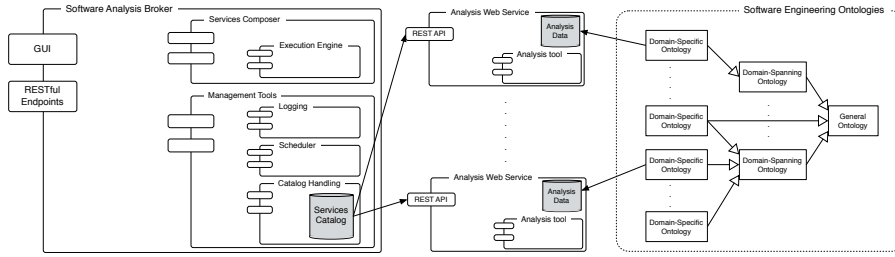 Software Analysis Broker
GUI
RESTful
Endpoints
Services Composer
Execution Engine
Management Tools
Logging
Scheduler
Catalog Handling
Services
Catalog
Analysis Web Service
REST API
Analysis
Data
Analysis tool
Analysis Web Service
REST API
Analysis
Data
Analysis tool
Software Engineering Ontologies
Domain-Specific
Ontology
Domain-Spanning
Ontology
Domain-Specific
Ontology
General
Ontology
Domain-Specific
Ontology
Domain-Spanning
Ontology
Domain-Specific
Ontology